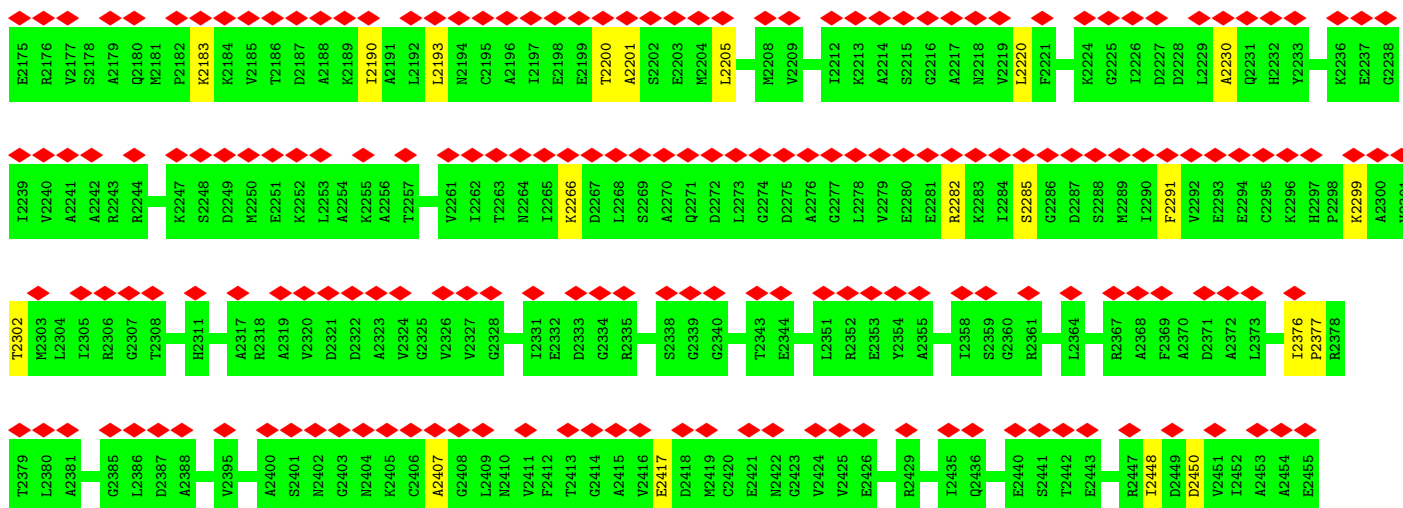 E2175 R2176 V2177 S2178 A2179 Q2180 M2181 P2182 K2183 K2184 V2185 T2186 D2187 A2188 K2189 I2190 A2191 L2192 L2193 N2194 C2195 A2196 I2197 E2198 E2199 T2200 A2201 S2202 E2203 M2204 L2205 M2208 V2209 I2212 K2213 A2214 S2215 G2216 A2217 N2218 V2219 L2220 F2221 K2224 G2225 I2226 D2227 D2228 L2229 A2230 Q2231 H2232 Y2233 K2236 E2237 G2238
I2239 V2240 A2241 A2242 R2243 R2244 K2247 S2248 D2249 M2250 E2251 K2252 L2253 A2254 K2255 A2256 T2257 V2261 I2262 T2263 N2264 I2265 K2266 D2267 L2268 S2269 A2270 Q2271 D2272 L2273 G2274 D2275 A2276 G2277 L2278 V2279 E2280 E2281 R2282 K2283 I2284 S2285 G2286 D2287 S2288 M2289 I2290 F2291 V2292 E2293 E2294 C2295 K2296 H2297 P2298 K2299 A2300
T2302 M2303 L2304 I2305 R2306 G2307 T2308 H2311 A2317 R2318 A2319 V2320 D2321 D2322 A2323 V2324 G2325 V2326 V2327 G2328 I2331 E2332 D2333 G2334 R2335 S2338 G2339 G2340 T2343 E2344 L2351 R2352 E2353 Y2354 A2355 I2358 S2359 G2360 R2361 L2364 R2367 A2368 F2369 A2370 D2371 A2372 L2373 I2376 P2377 R2378
T2379 L2380 A2381 G2385 L2386 D2387 A2388 V2395 A2400 S2401 N2402 G2403 N2404 K2405 C2406 A2407 G2408 L2409 N2410 V2411 F2412 T2413 G2414 A2415 V2416 E2417 D2418 M2419 C2420 E2421 N2422 G2423 V2424 V2425 E2426 R2429 I2435 Q2436 E2440 S2441 T2442 E2443 R2447 I2448 D2449 D2450 V2451 I2452 A2453 A2454 E2455